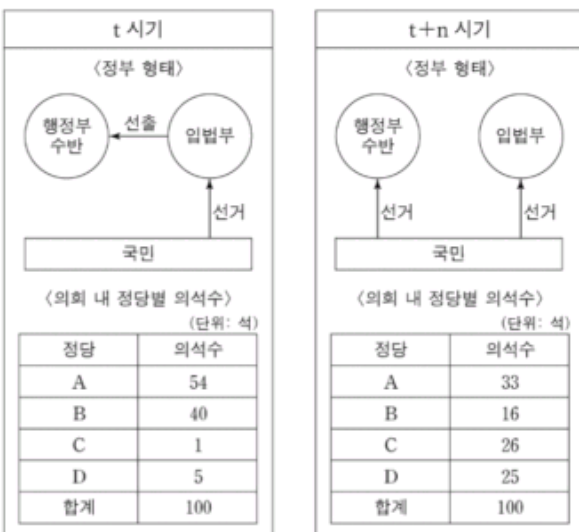 t 시기
〈정부 형태〉
행정부
수반
선출
입법부
선거
국민
〈의회 내 정당별 의석수〉
(단위: 석)
정당 의석수
A 54
B 40
C 1
D 5
합계 100
t+n 시기
〈정부 형태〉
행정부
수반
입법부
선거
선거
국민
〈의회 내 정당별 의석수〉
(단위: 석)
정당 의석수
A 33
B 16
C 26
D 25
합계 100